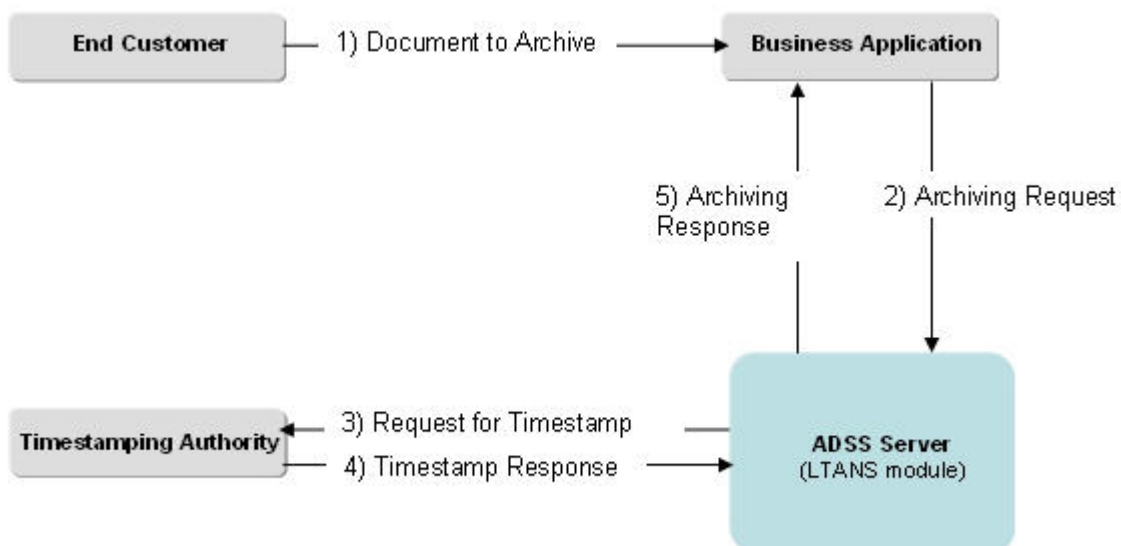 End Customer
1) Document to Archive
Business Application
5) Archiving
Response
2) Archiving Request
Timestamping Authority
3) Request for Timestamp
4) Timestamp Response
ADSS Server
(LTANS module)